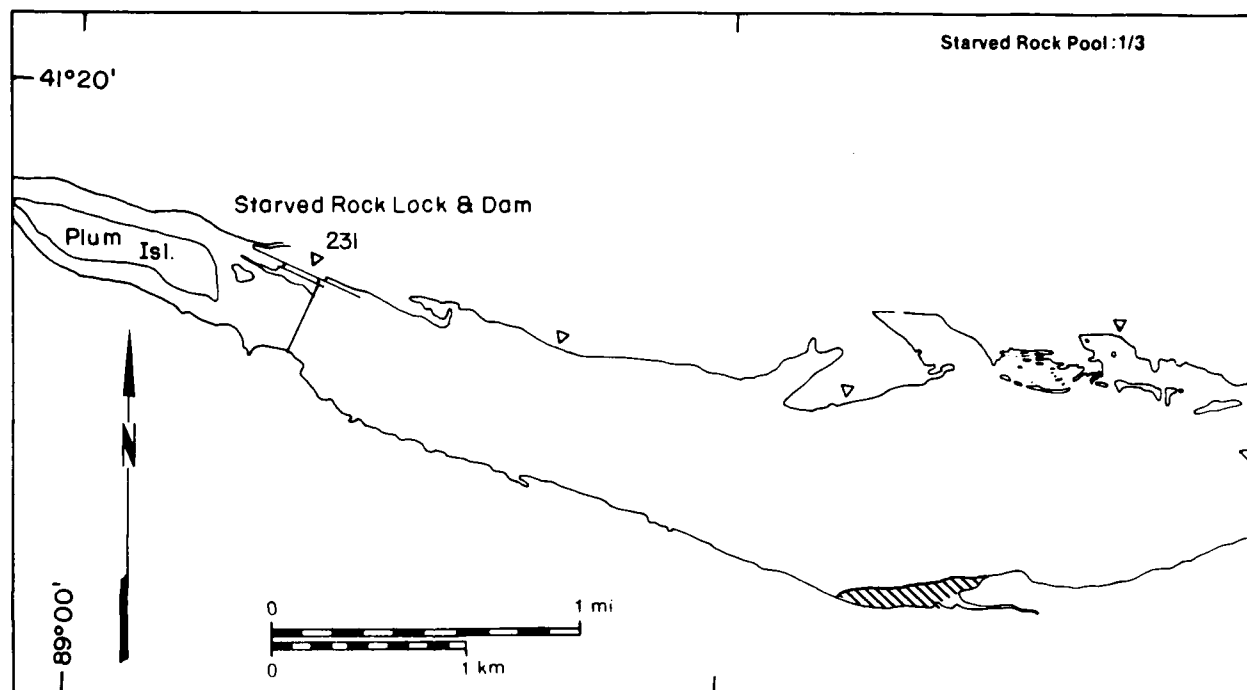 Starved Rock Pool:1/3
41°20'
Starved Rock Lock & Dam
231
Plum Isl.
N
0 1 mi
0 1 km
89°00'